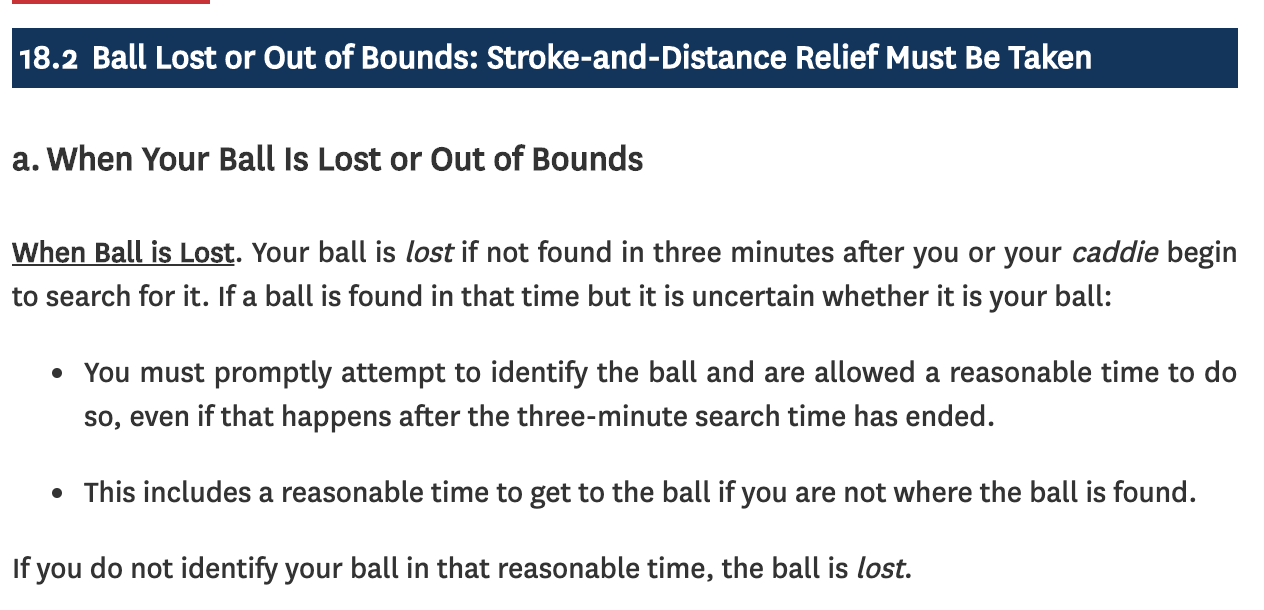 18.2 Ball Lost or Out of Bounds: Stroke-and-Distance Relief Must Be Taken
a. When Your Ball Is Lost or Out of Bounds
When Ball is Lost. Your ball is lost if not found in three minutes after you or your caddie begin
to search for it. If a ball is found in that time but it is uncertain whether it is your ball:
• You must promptly attempt to identify the ball and are allowed a reasonable time to do
so, even if that happens after the three-minute search time has ended.
• This includes a reasonable time to get to the ball if you are not where the ball is found.
If you do not identify your ball in that reasonable time, the ball is lost.